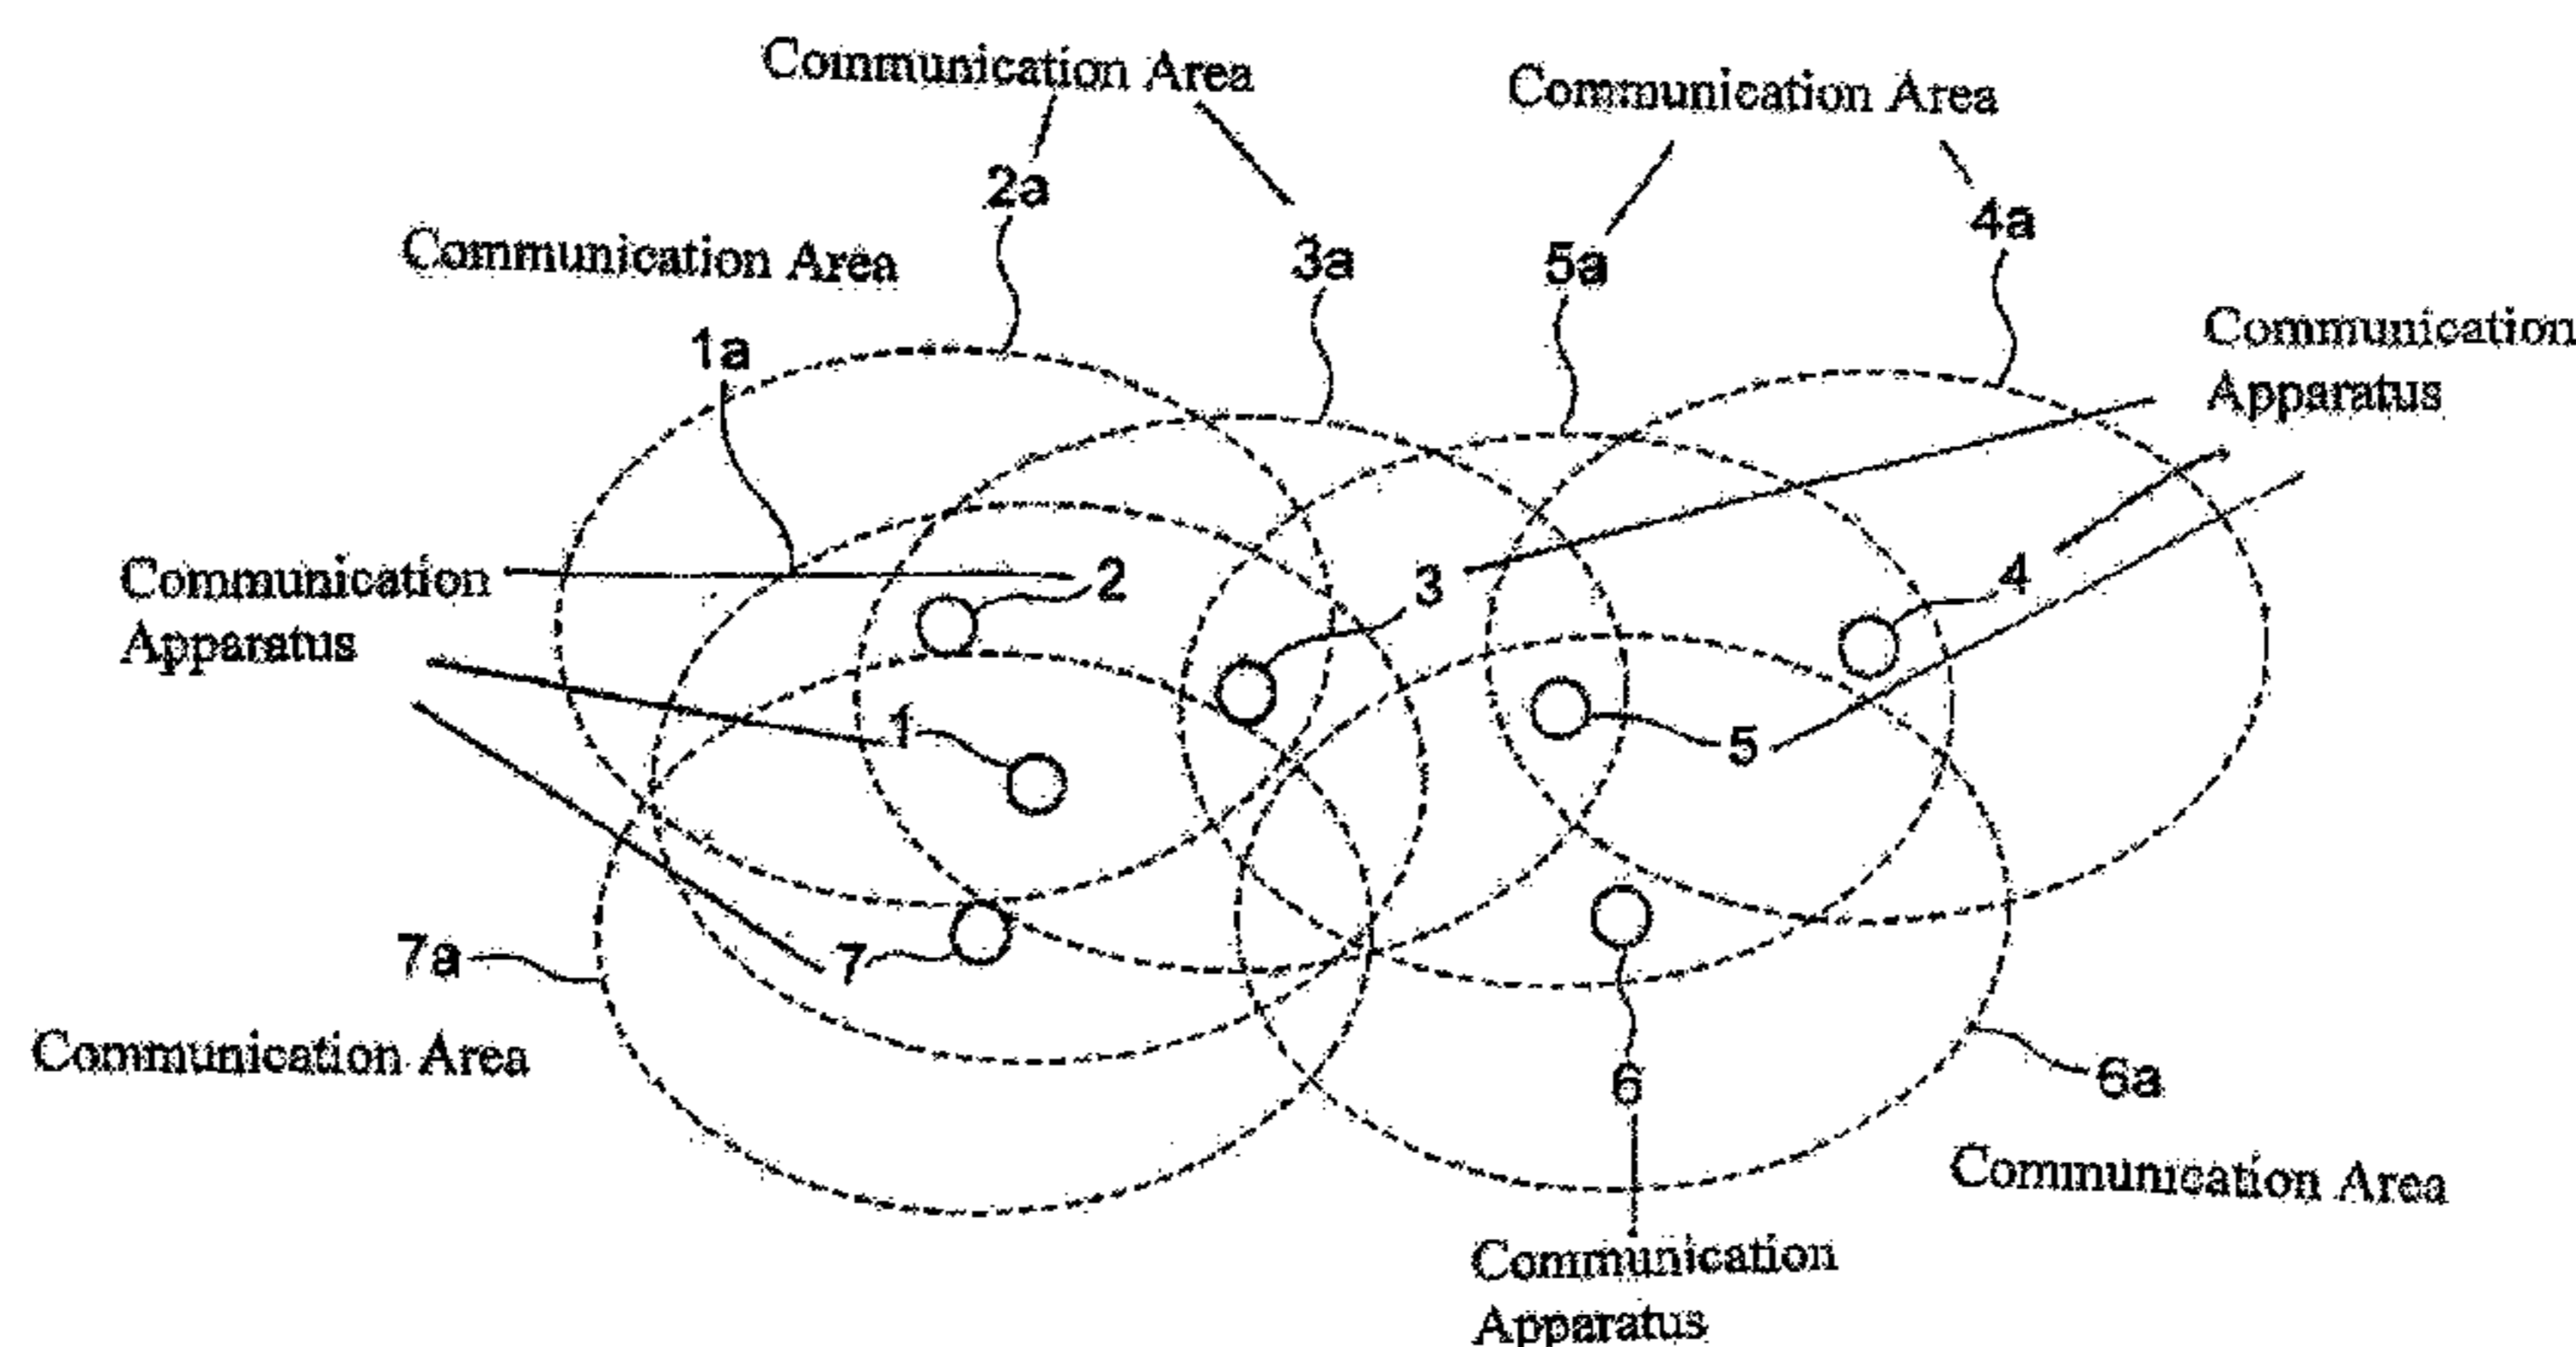 Communication Area
Communication Area
2a
4a
Communication Area
3a
5a
1a
Communication
Apparatus
Communication
Apparatus
2
3
4
1
5
7a
7
Communication Area
6
6a
Communication Area
Communication
Apparatus